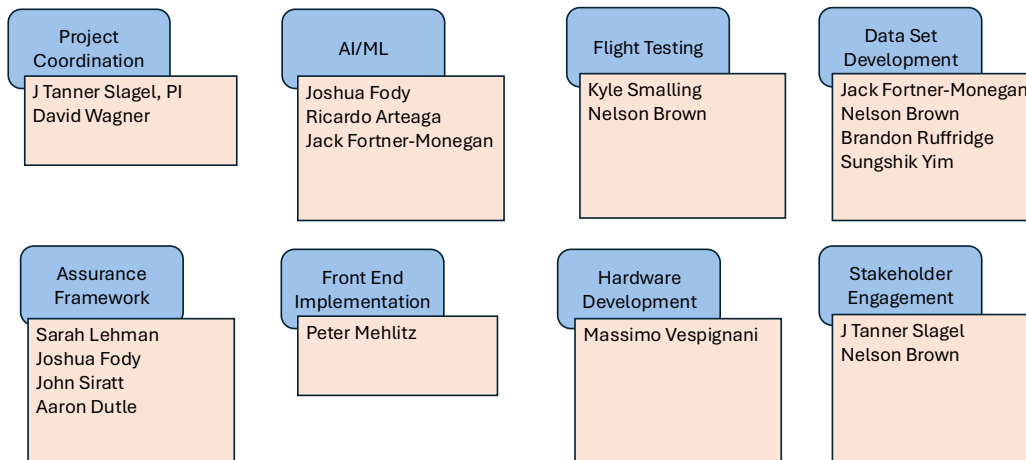 Project
Coordination
J Tanner Slagel, PI
David Wagner
AI/ML
Joshua Fody
Ricardo Arteaga
Jack Fortner-Monegan
Flight Testing
Kyle Smalling
Nelson Brown
Data Set
Development
Jack Fortner-Monegan
Nelson Brown
Brandon Ruffridge
Sungshik Yim
Assurance
Framework
Sarah Lehman
Joshua Fody
John Siratt
Aaron Dutle
Front End
Implementation
Peter Mehlitz
Hardware
Development
Massimo Vespignani
Stakeholder
Engagement
J Tanner Slagel
Nelson Brown